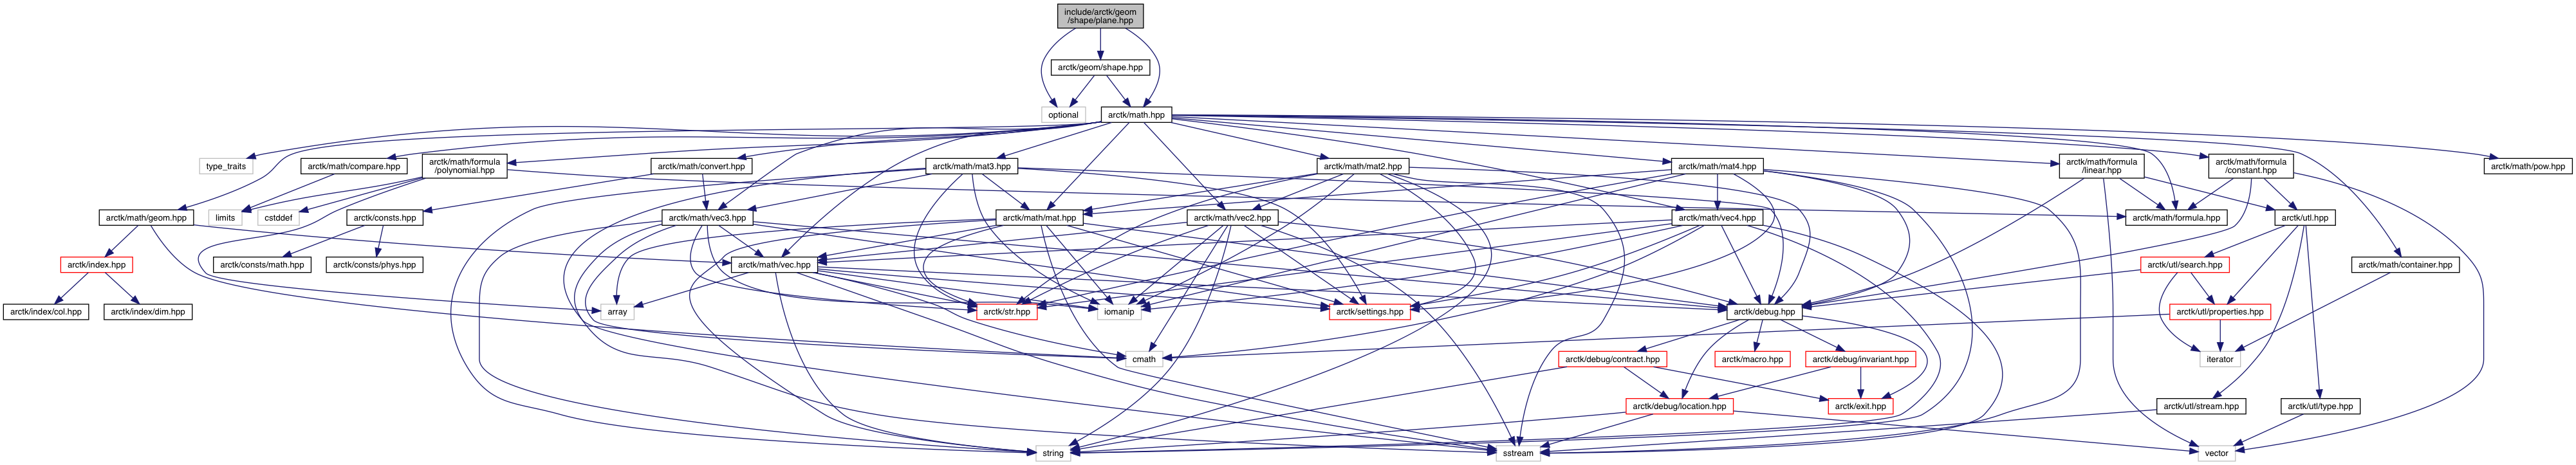 include/arctk/geom
/shape/plane.hpp
arctk/geom/shape.hpp
optional
arctk/math.hpp
type_traits
arctk/math/compare.hpp
arctk/math/formula
/polynomial.hpp
arctk/math/convert.hpp
arctk/math/mat3.hpp
arctk/math/mat2.hpp
arctk/math/mat4.hpp
arctk/math/formula
/linear.hpp
arctk/math/formula
/constant.hpp
arctk/math/pow.hpp
arctk/math/geom.hpp
limits
cstddef
arctk/consts.hpp
arctk/math/vec3.hpp
arctk/math/mat.hpp
arctk/math/vec2.hpp
arctk/math/vec4.hpp
arctk/math/formula.hpp
arctk/utl.hpp
arctk/index.hpp
arctk/consts/math.hpp
arctk/consts/phys.hpp
arctk/math/vec.hpp
arctk/utl/search.hpp
arctk/math/container.hpp
arctk/index/col.hpp
arctk/index/dim.hpp
array
arctk/str.hpp
iomanip
arctk/settings.hpp
arctk/debug.hpp
arctk/utl/properties.hpp
cmath
arctk/debug/contract.hpp
arctk/macro.hpp
arctk/debug/invariant.hpp
iterator
arctk/debug/location.hpp
arctk/exit.hpp
arctk/utl/stream.hpp
arctk/utl/type.hpp
string
sstream
vector